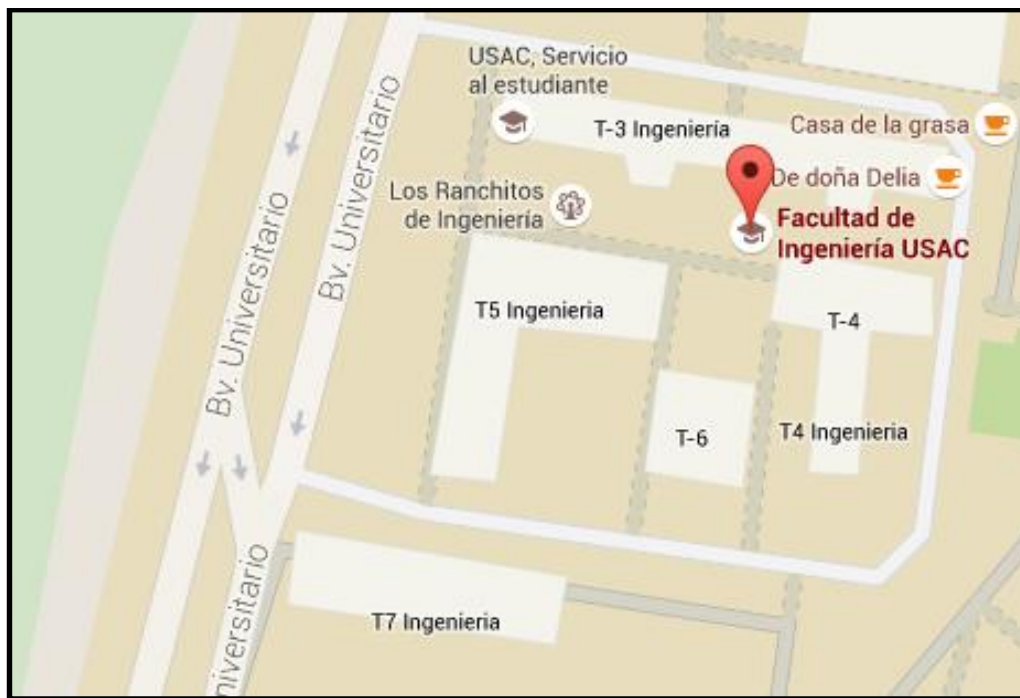 USAC, Servicio
al estudiante
T-3 Ingeniería
Casa de la grasa
De doña Delia
Los Ranchitos
de Ingeniería
Facultad de
Ingeniería USAC
Bv. Universitario
Bv. Universitario
T5 Ingenieria
T-4
T-6
T4 Ingenieria
niversitario
T7 Ingenieria